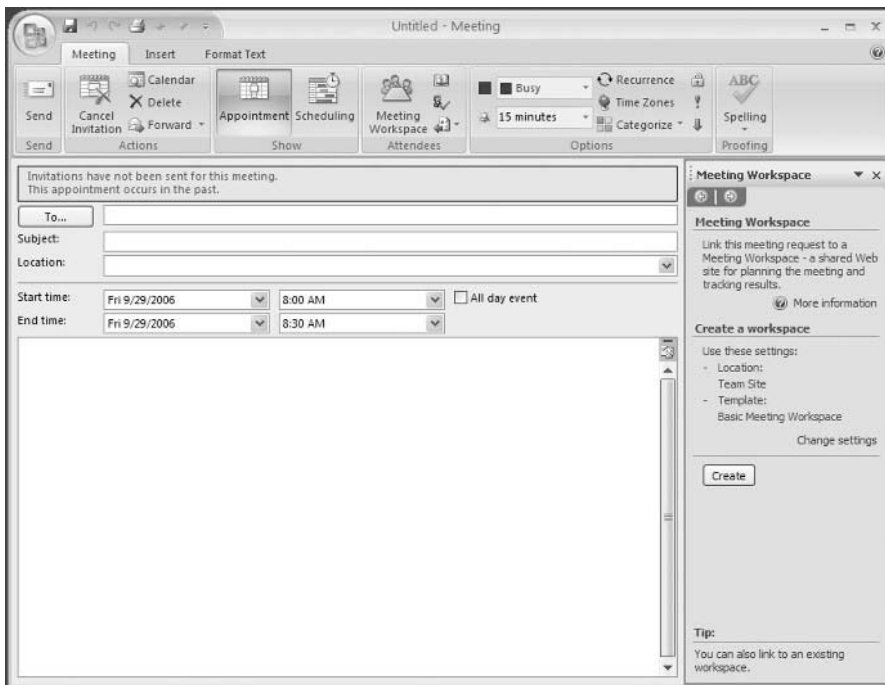 Untitled - Meeting
Meeting Insert Format Text
Send
Cancel Invitation
Calendar
Delete
Forward
Appointment
Scheduling
Meeting Workspace
Busy
15 minutes
Recurrence
Time Zones
Categorize
ABC
Spelling
Send Actions Show Attendees Options Proofing
Invitations have not been sent for this meeting.
This appointment occurs in the past.
To...
Subject:
Location:
Start time: Fri 9/29/2006 8:00 AM All day event
End time: Fri 9/29/2006 8:30 AM
Meeting Workspace
Meeting Workspace
Link this meeting request to a
Meeting Workspace - a shared Web
site for planning the meeting and
tracking results.
More information
Create a workspace
Use these settings:
- Location:
Team Site
- Template:
Basic Meeting Workspace
Change settings
Create
Tip:
You can also link to an existing
workspace.